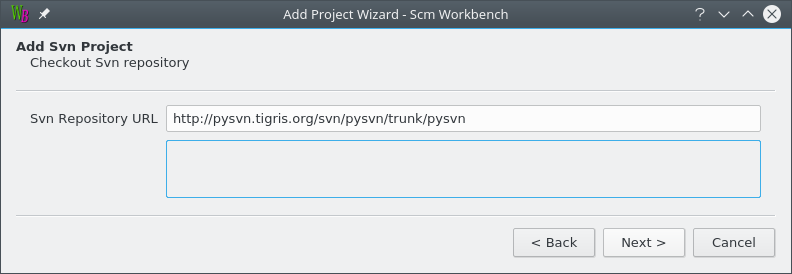 WB
Add Project Wizard - Scm Workbench
Add Svn Project
Checkout Svn repository
Svn Repository URL http://pysvn.tigris.org/svn/pysvn/trunk/pysvn
< Back Next > Cancel